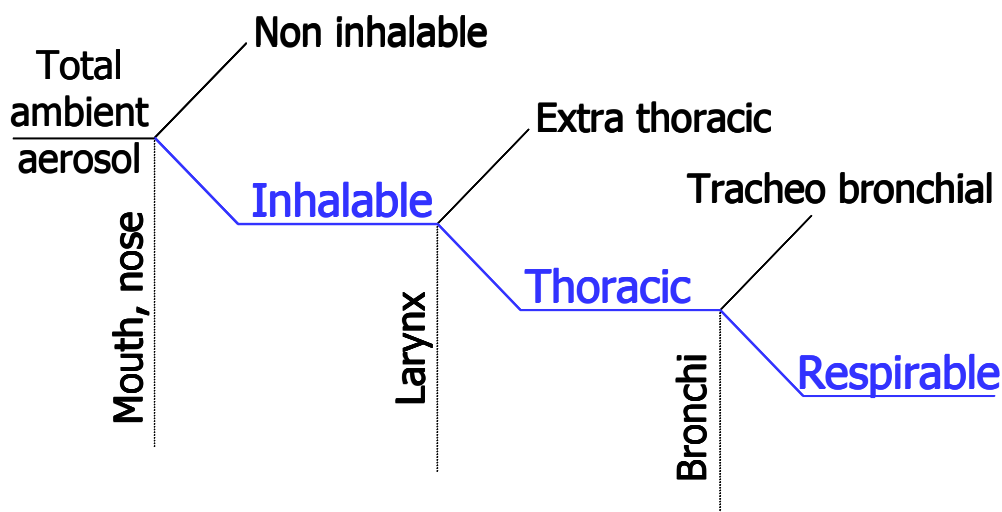 Non inhalable
Total
ambient
aerosol
Extra thoracic
Inhalable
Tracheo bronchial
Mouth, nose
Thoracic
Larynx
Respirable
Bronchi